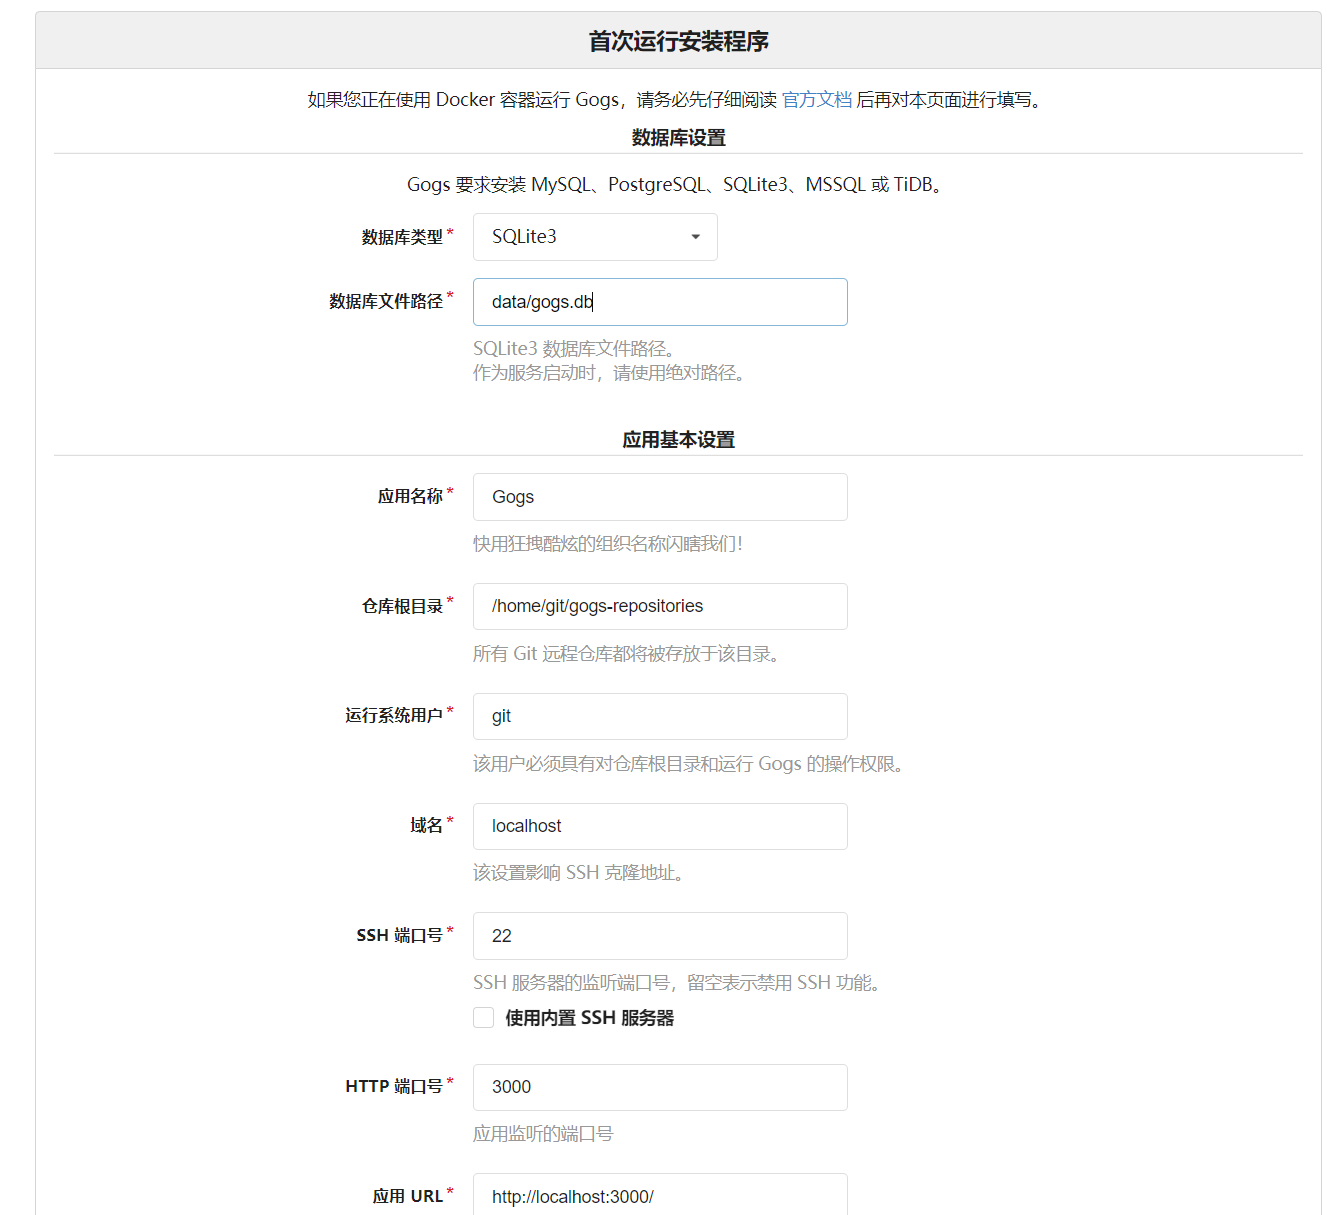 首次运行安装程序
如果您正在使用 Docker 容器运行 Gogs，请务必先仔细阅读 官方文档 后再对本页面进行填写。
数据库设置
Gogs 要求安装 MySQL、PostgreSQL、SQLite3、MSSQL 或 TiDB。
数据库类型* SQLite3
数据库文件路径* data/gogs.db
SQLite3 数据库文件路径。
作为服务启动时，请使用绝对路径。
应用基本设置
应用名称* Gogs
快用狂拽酷炫的组织名称闪瞎我们！
仓库根目录* /home/git/gogs-repositories
所有 Git 远程仓库都将被存放于该目录。
运行系统用户* git
该用户必须具有对仓库根目录和运行 Gogs 的操作权限。
域名* localhost
该设置影响 SSH 克隆地址。
SSH 端口号* 22
SSH 服务器的监听端口号，留空表示禁用 SSH 功能。
使用内置 SSH 服务器
HTTP 端口号* 3000
应用监听的端口号
应用 URL* http://localhost:3000/